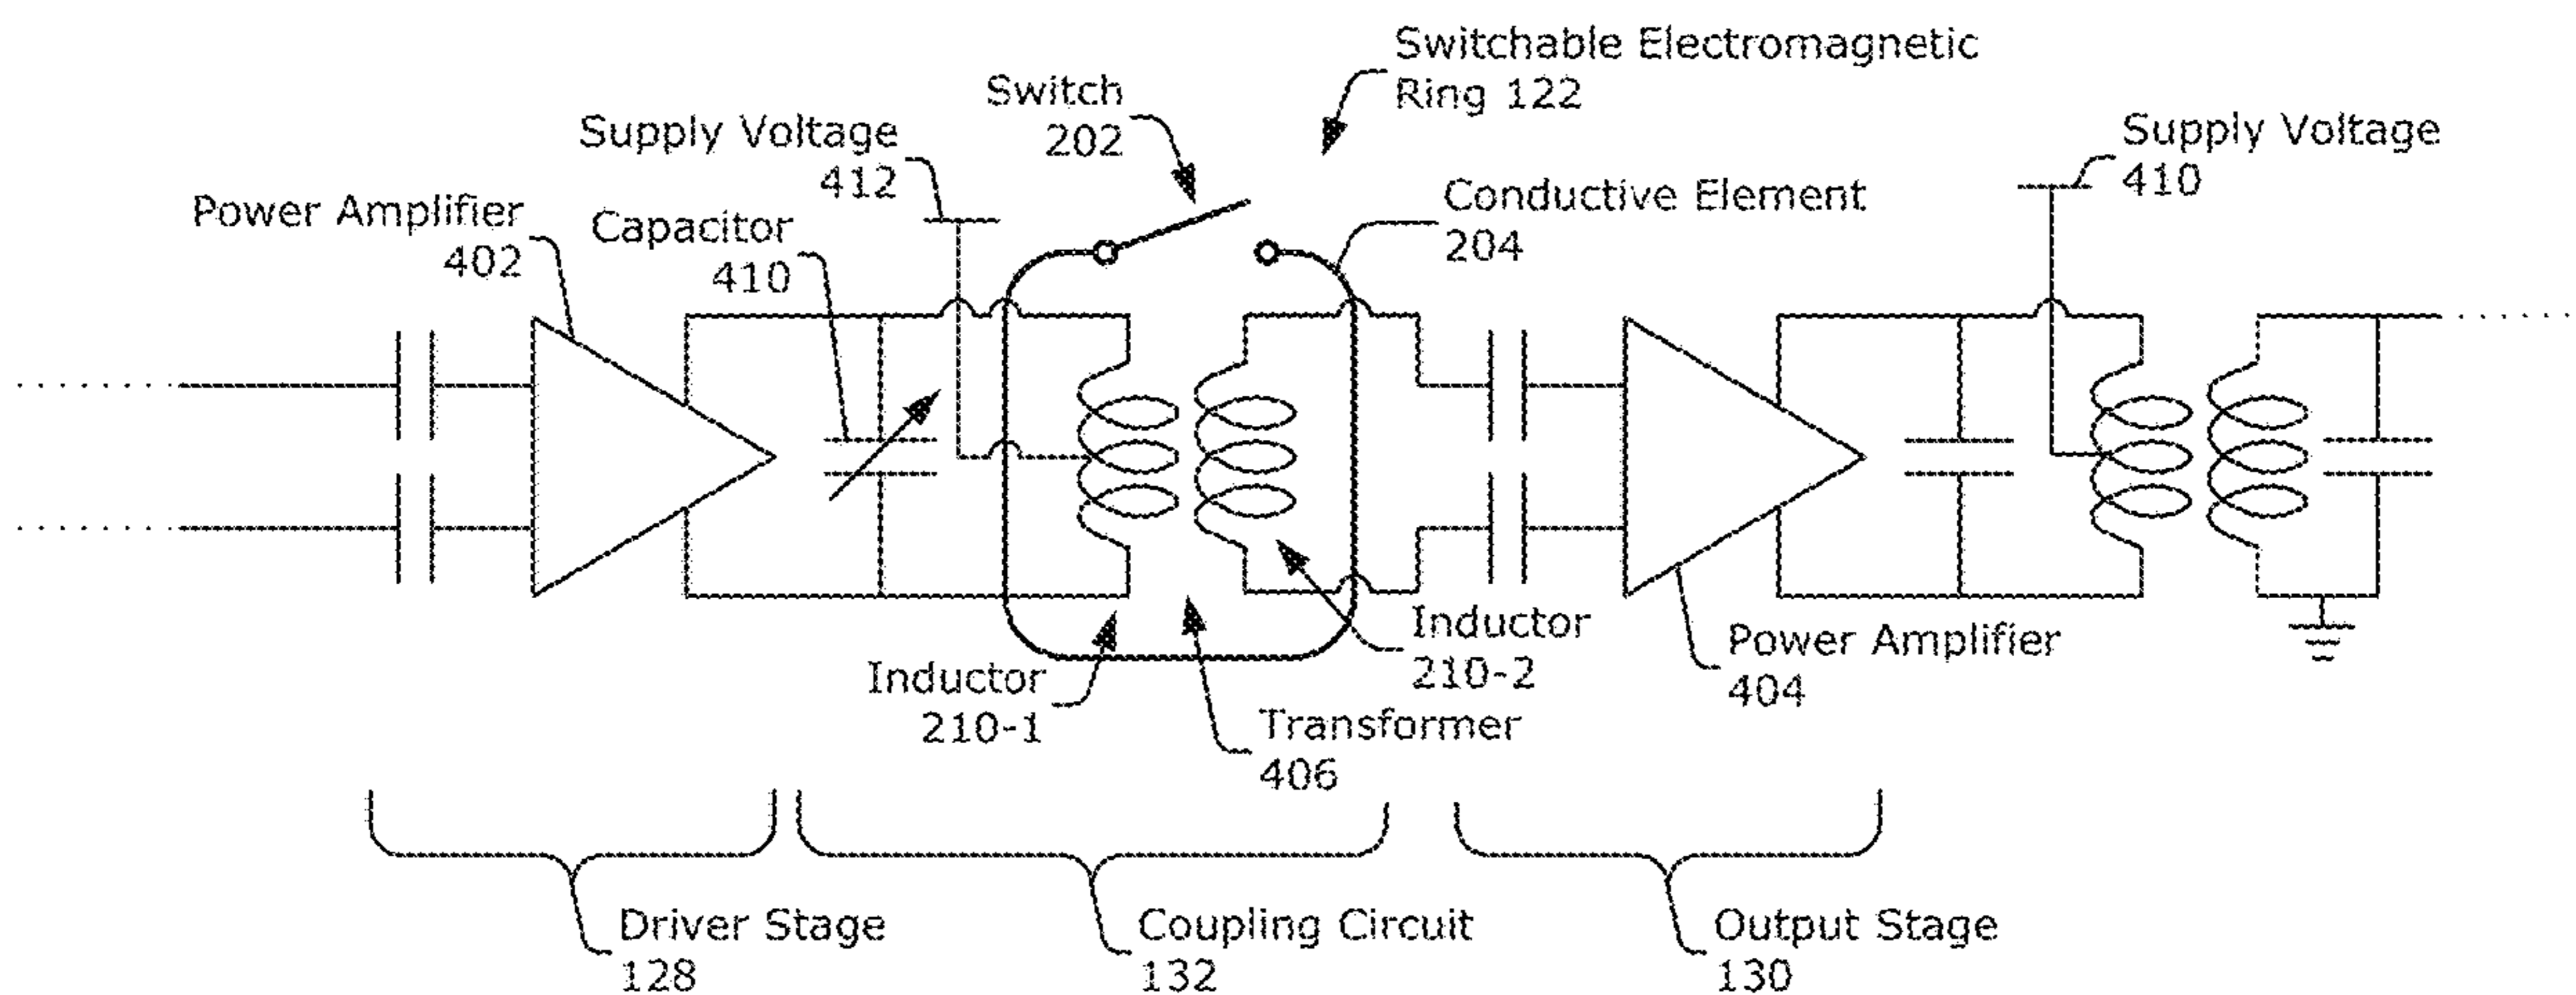 Switchable Electromagnetic
Ring 122
Switch
202
Supply Voltage
412
Supply Voltage
410
Power Amplifier
402
Capacitor
410
Conductive Element
204
Inductor
210-1
Transformer
406
Inductor
210-2
Power Amplifier
404
Driver Stage
128
Coupling Circuit
132
Output Stage
130